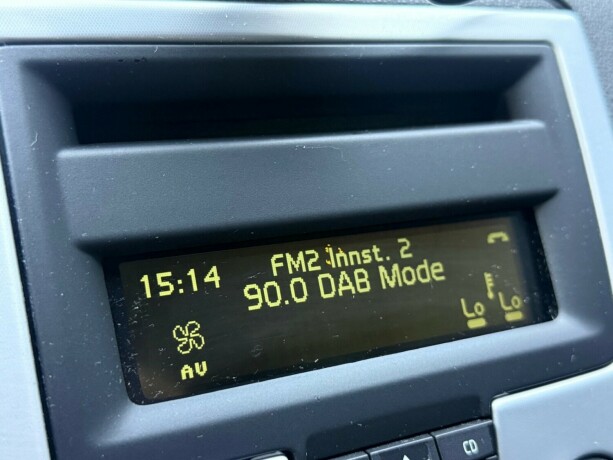 15:14
FM2 Innst. 2
90.0 DAB Mode
Lo Lo
AV
CD